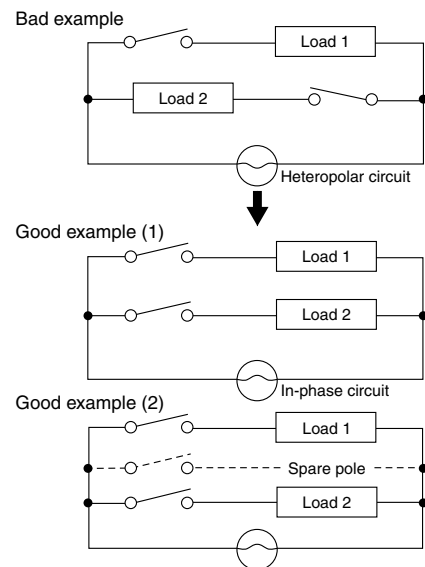 Bad example
Load 1
Load 2
Heteropolar circuit
Good example (1)
Load 1
Load 2
In-phase circuit
Good example (2)
Load 1
Spare pole
Load 2